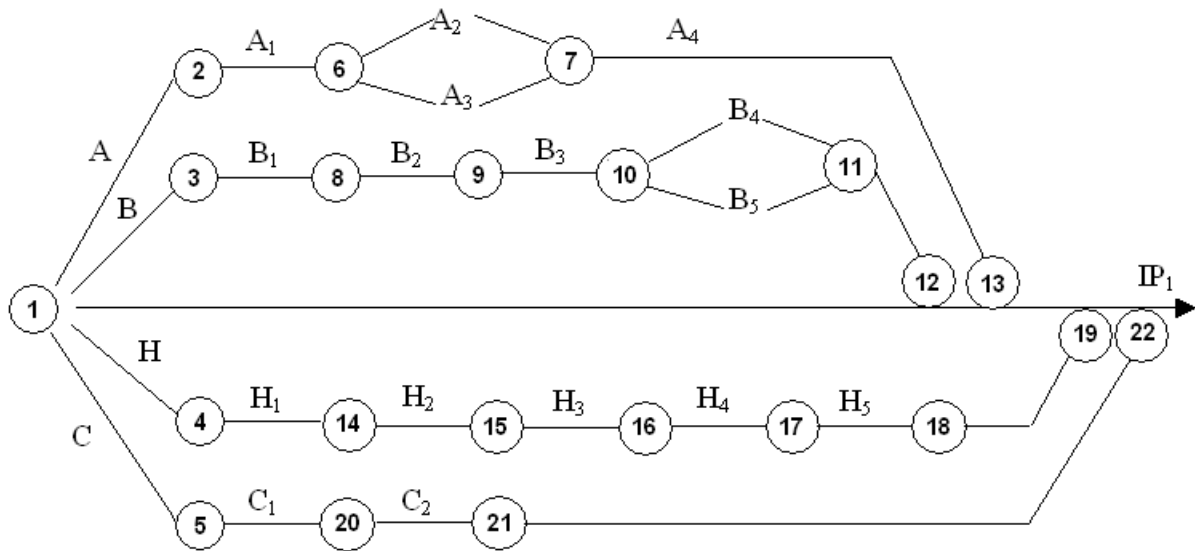 A₁ A₂ A₄
2 6 7
A₃
A
B₁ B₂ B₃ B₄
3 8 9 10 11
B B₅
12 13 IP₁
1
19 22
H
H₁ H₂ H₃ H₄ H₅
4 14 15 16 17 18
C
C₁ C₂
5 20 21